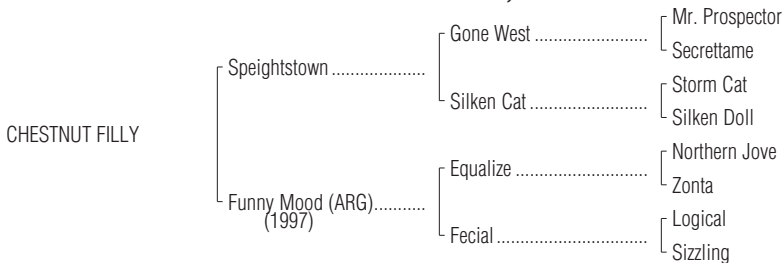 Mr. Prospector
Gone West ..............................
Secrettame
Speightstown .....................
Storm Cat
Silken Cat ...............................
Silken Doll
CHESTNUT FILLY
Northern Jove
Equalize ..................................
Zonta
Funny Mood (ARG)...........
(1997)
Logical
Fecial .......................................
Sizzling